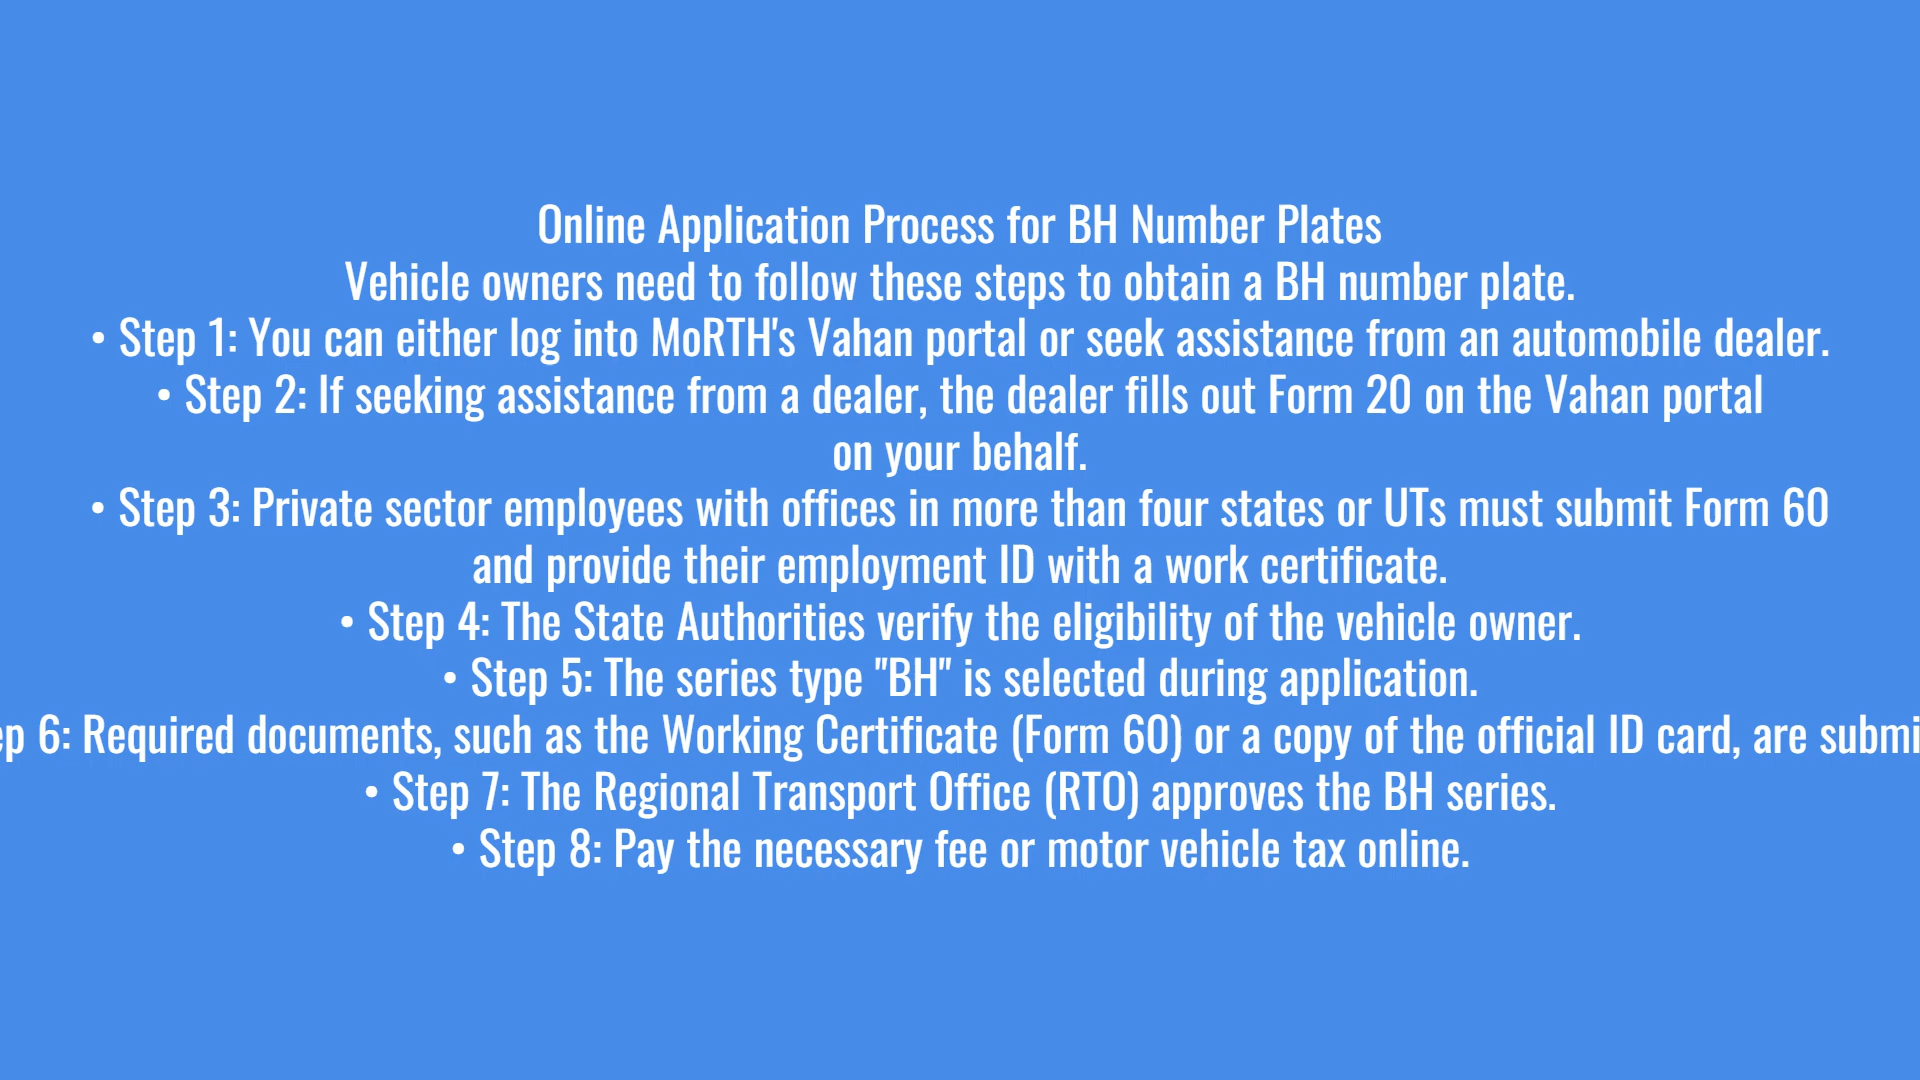 Online Application Process for BH Number Plates
Vehicle owners need to follow these steps to obtain a BH number plate.
• Step 1: You can either log into MoRTH's Vahan portal or seek assistance from an automobile dealer.
• Step 2: If seeking assistance from a dealer, the dealer fills out Form 20 on the Vahan portal
on your behalf.
• Step 3: Private sector employees with offices in more than four states or UTs must submit Form 60
and provide their employment ID with a work certificate.
• Step 4: The State Authorities verify the eligibility of the vehicle owner.
• Step 5: The series type "BH" is selected during application.
6: Required documents, such as the Working Certificate (Form 60) or a copy of the official ID card, are
• Step 7: The Regional Transport Office (RTO) approves the BH series.
• Step 8: Pay the necessary fee or motor vehicle tax online.